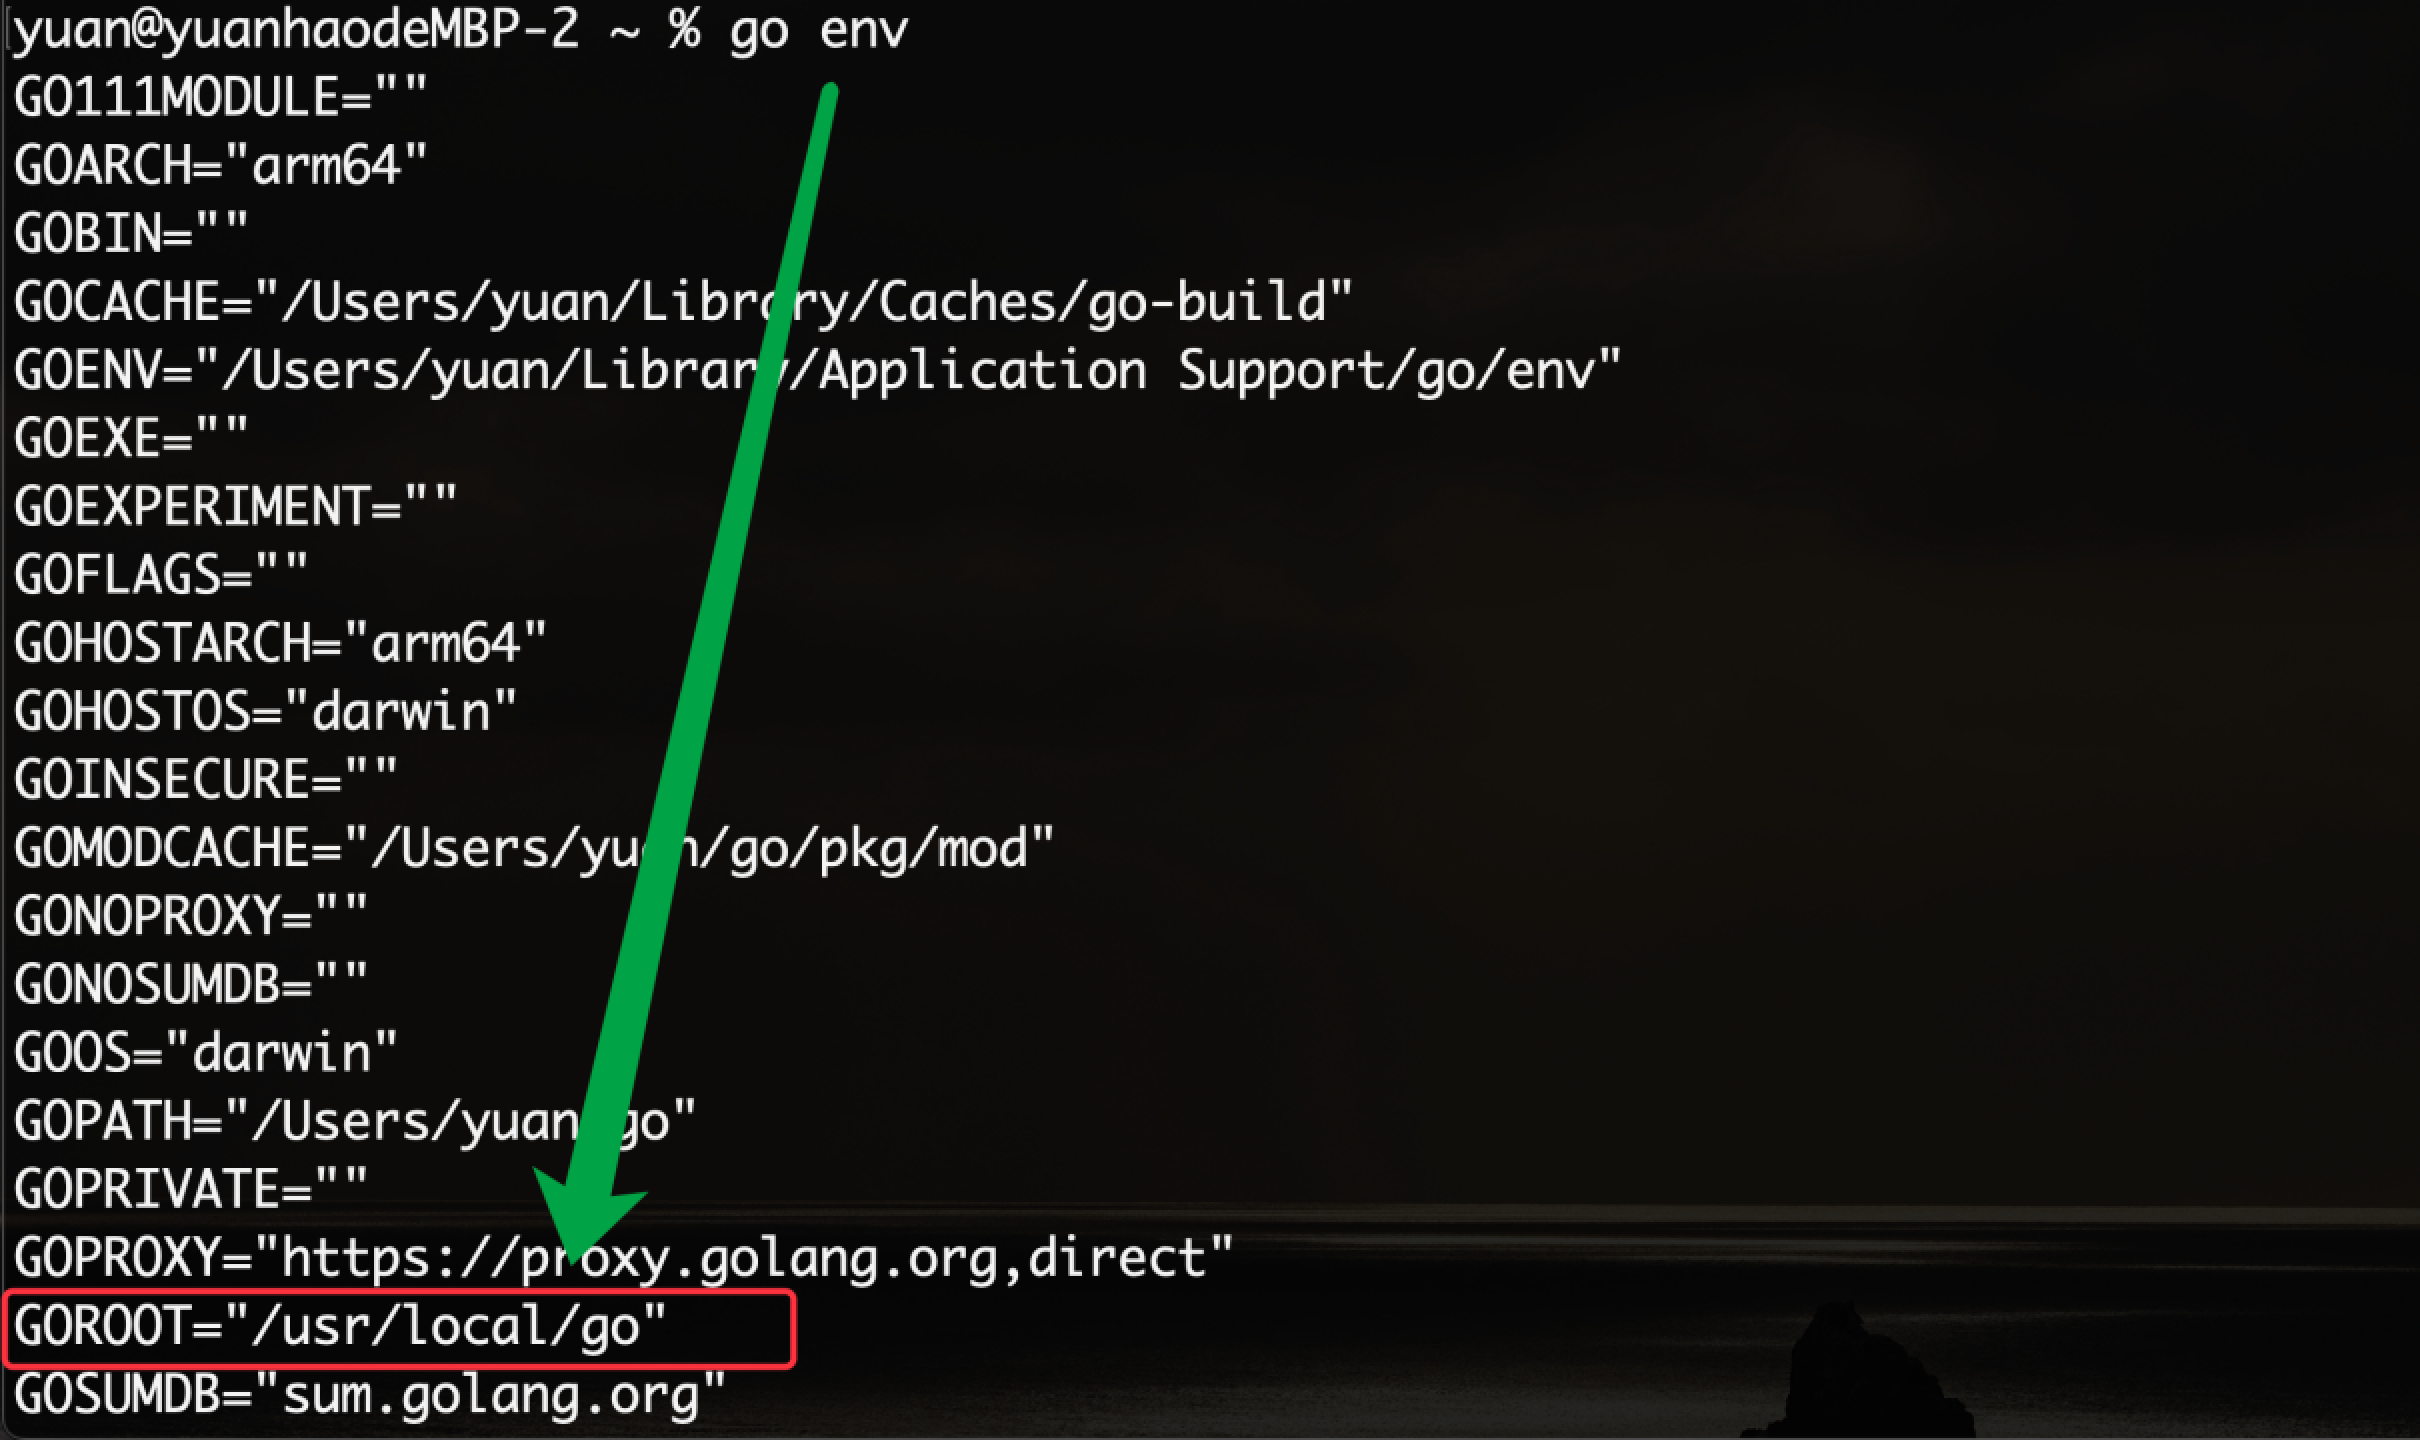 yuan@yuanhaodeMBP-2 ~ % go env
GO111MODULE=""
GOARCH="arm64"
GOBIN=""
GOCACHE="/Users/yuan/Library/Caches/go-build"
GOENV="/Users/yuan/Library/Application Support/go/env"
GOEXE=""
GOEXPERIMENT=""
GOFLAGS=""
GOHOSTARCH="arm64"
GOHOSTOS="darwin"
GOINSECURE=""
GOMODCACHE="/Users/yuan/go/pkg/mod"
GONOPROXY=""
GONOSUMDB=""
GOOS="darwin"
GOPATH="/Users/yuan/go"
GOPRIVATE=""
GOPROXY="https://proxy.golang.org,direct"
GOROOT="/usr/local/go"
GOSUMDB="sum.golang.org"